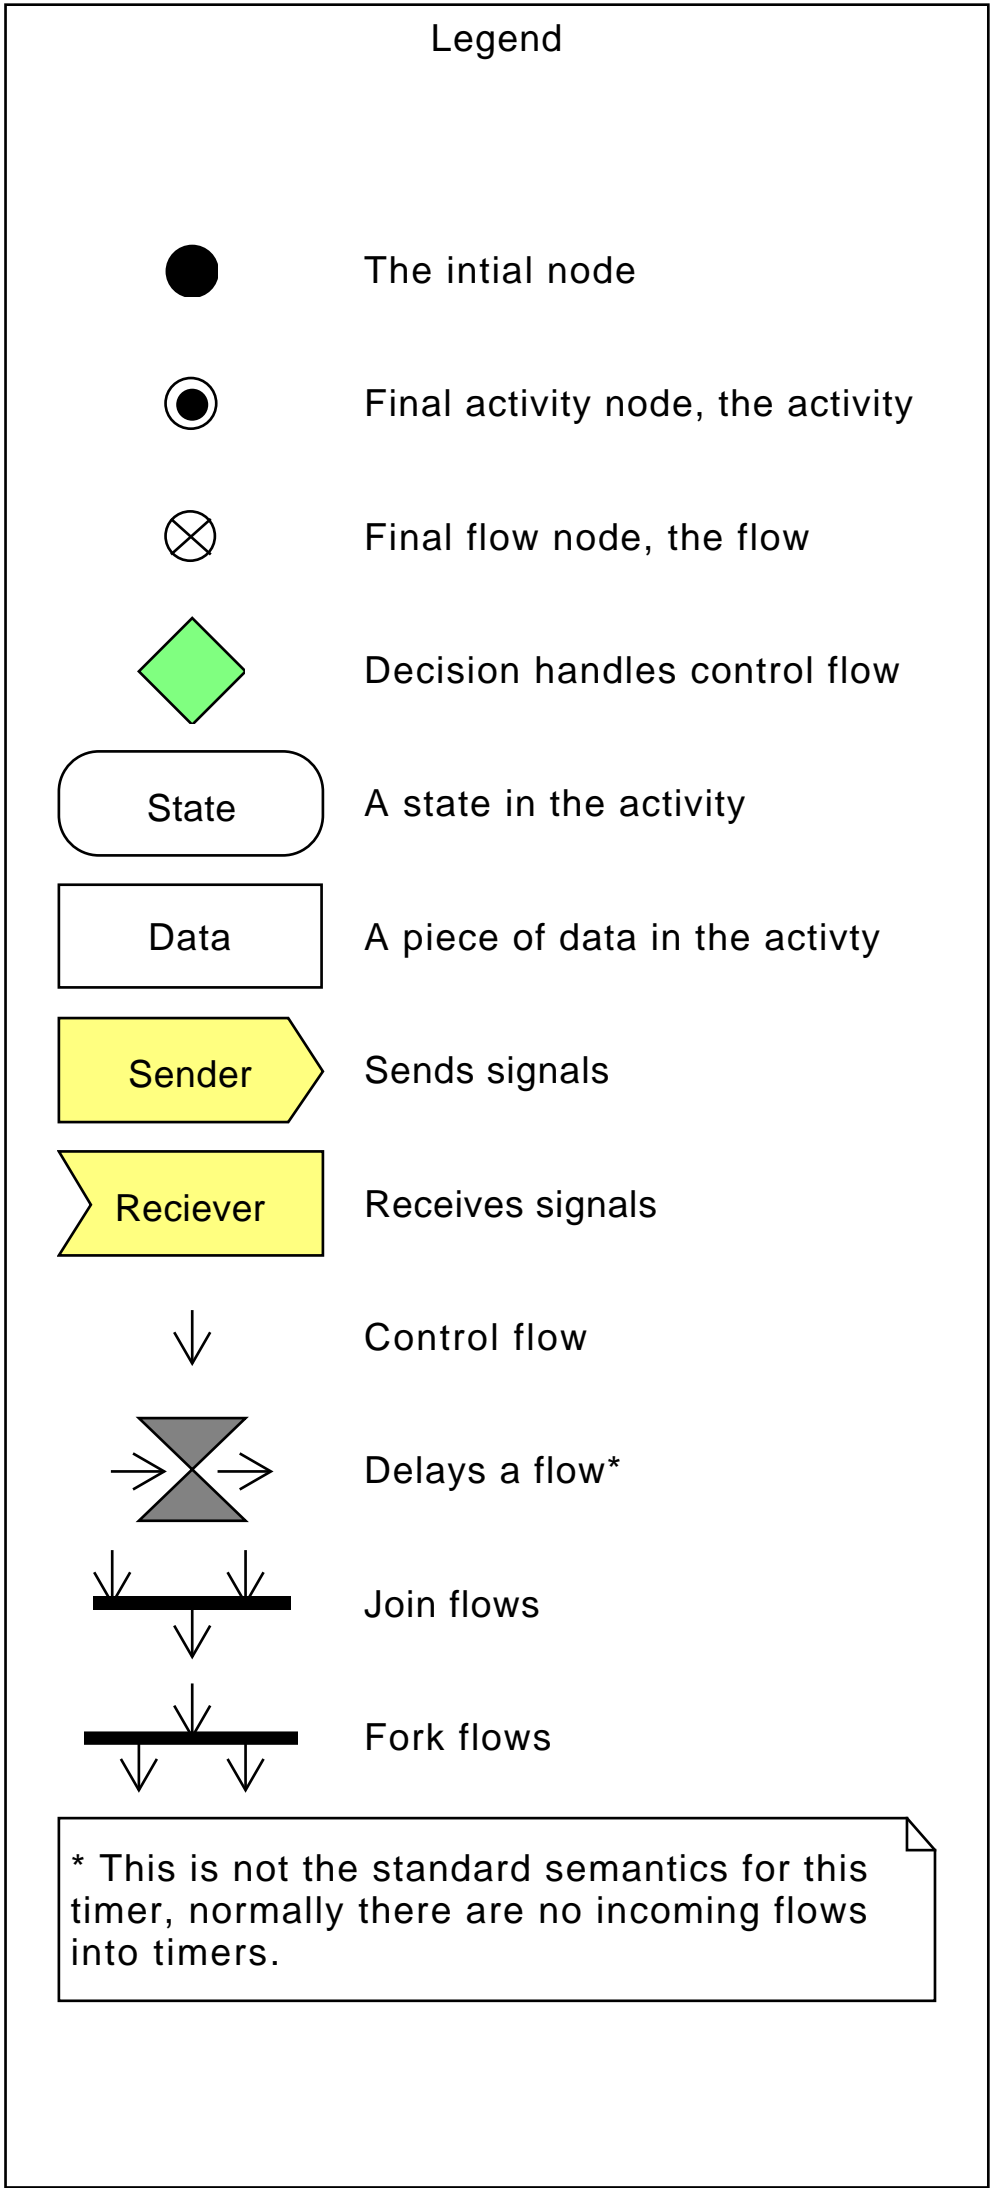 Legend
The intial node
Final activity node, the activity
Final flow node, the flow
Decision handles control flow
State
A state in the activity
Data
A piece of data in the activty
Sender
Sends signals
Reciever
Receives signals
Control flow
Delays a flow*
Join flows
Fork flows
* This is not the standard semantics for this
timer, normally there are no incoming flows
into timers.